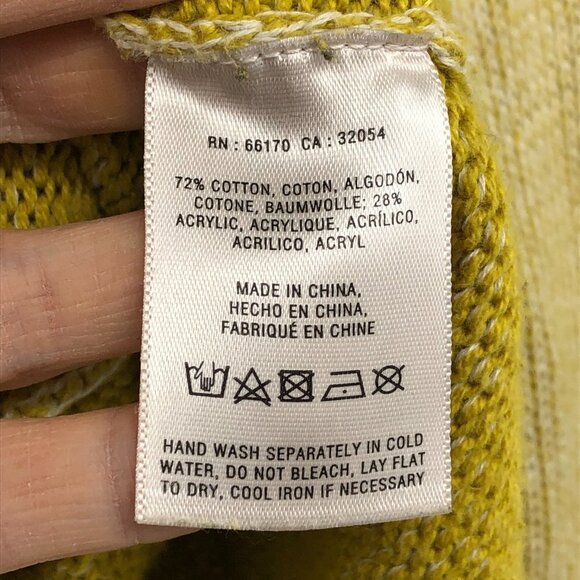 RN : 66170 CA : 32054
72% COTTON, COTON, ALGODÓN,
COTONE, BAUMWOLLE; 28%
ACRYLIC, ACRYLIQUE, ACRÍLICO,
ACRILICO, ACRYL
MADE IN CHINA,
HECHO EN CHINA,
FABRIQUÉ EN CHINE
HAND WASH SEPARATELY IN COLD
WATER, DO NOT BLEACH, LAY FLAT
TO DRY, COOL IRON IF NECESSARY